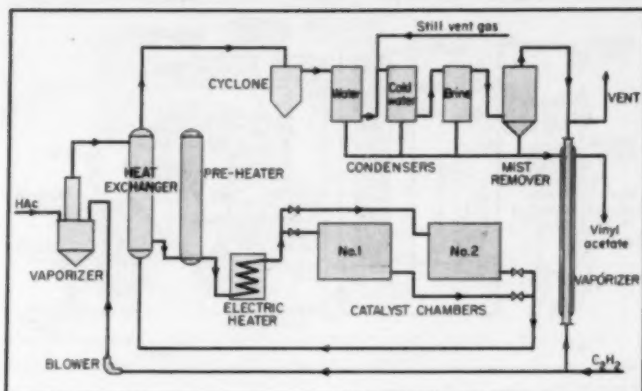 Still vent gas
CYCLONE
Water
Cold
water
Brine
VENT
HEAT
EXCHANGER
PRE-HEATER
CONDENSERS
MIST
REMOVER
HAc
VAPORIZER
ELECTRIC
HEATER
No.1
No.2
CATALYST CHAMBERS
Vinyl
acetate
VAPORIZER
BLOWER
C₂H₂